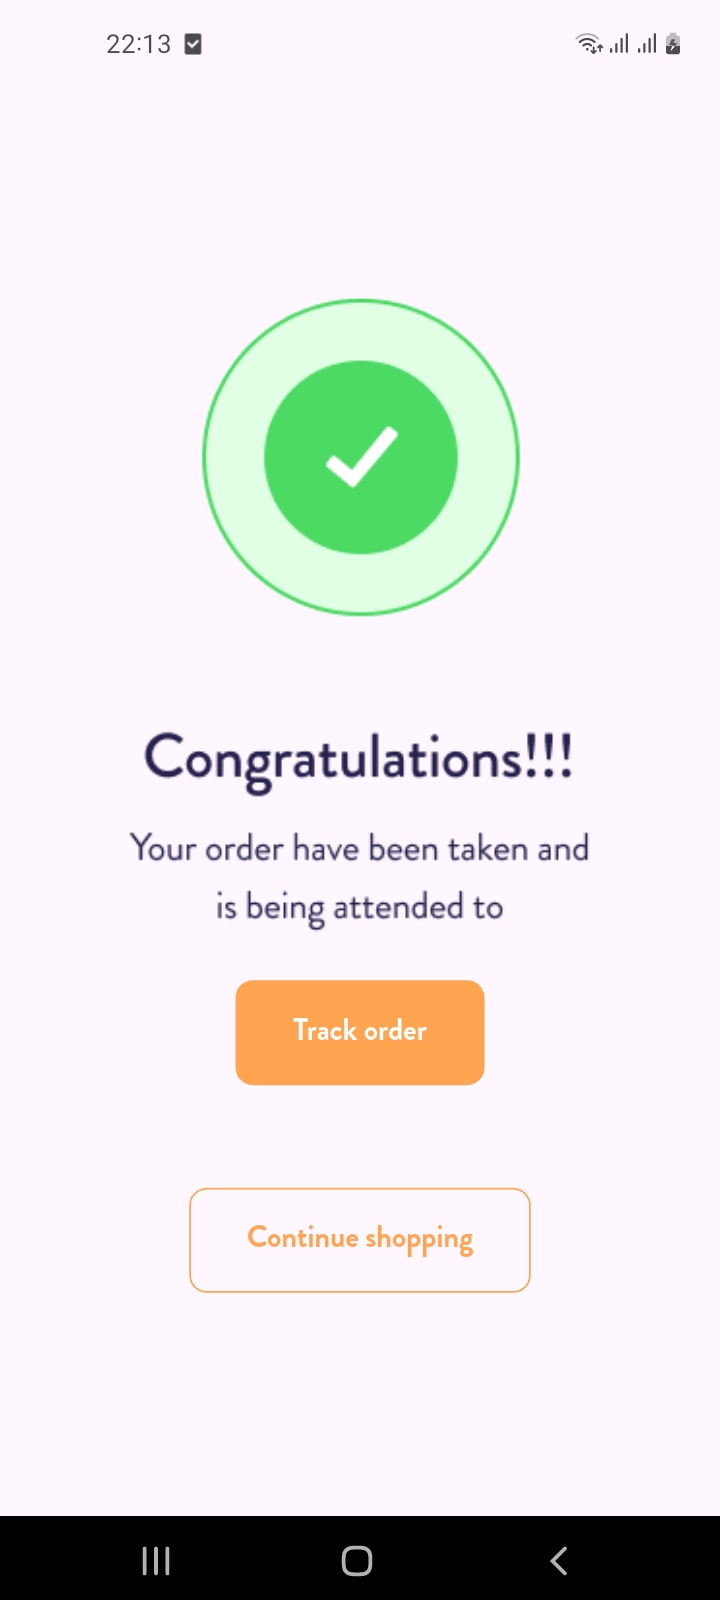 22:13
Congratulations!!!
Your order have been taken and
is being attended to
Track order
Continue shopping